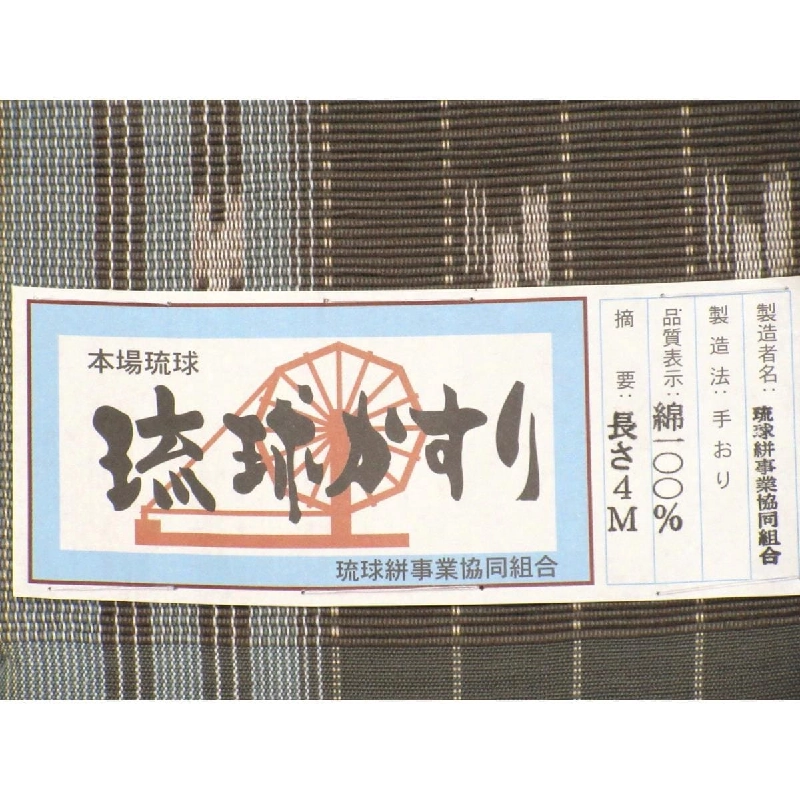 本場琉球
琉球かすり
琉球絣事業協同組合
製造者名：琉球絣事業協同組合
製造法：手おり
品質表示：綿一〇〇％
摘要：長さ4M